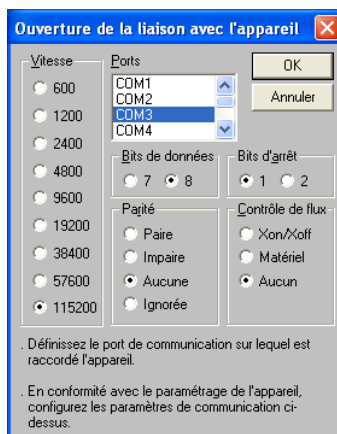 Ouverture de la liaison avec l'appareil
Vitesse
600
1200
2400
4800
9600
19200
38400
57600
115200
Ports
COM1
COM2
COM3
COM4
OK
Annuler
Bits de données
7 8
Bits d'arrêt
1 2
Parité
Paire
Impaire
Aucune
Ignorée
Contrôle de flux
Xon/Xoff
Matériel
Aucun
. Définissez le port de communication sur lequel est
raccordé l'appareil.
. En conformité avec le paramétrage de l'appareil,
configurez les paramètres de communication ci-
dessus.